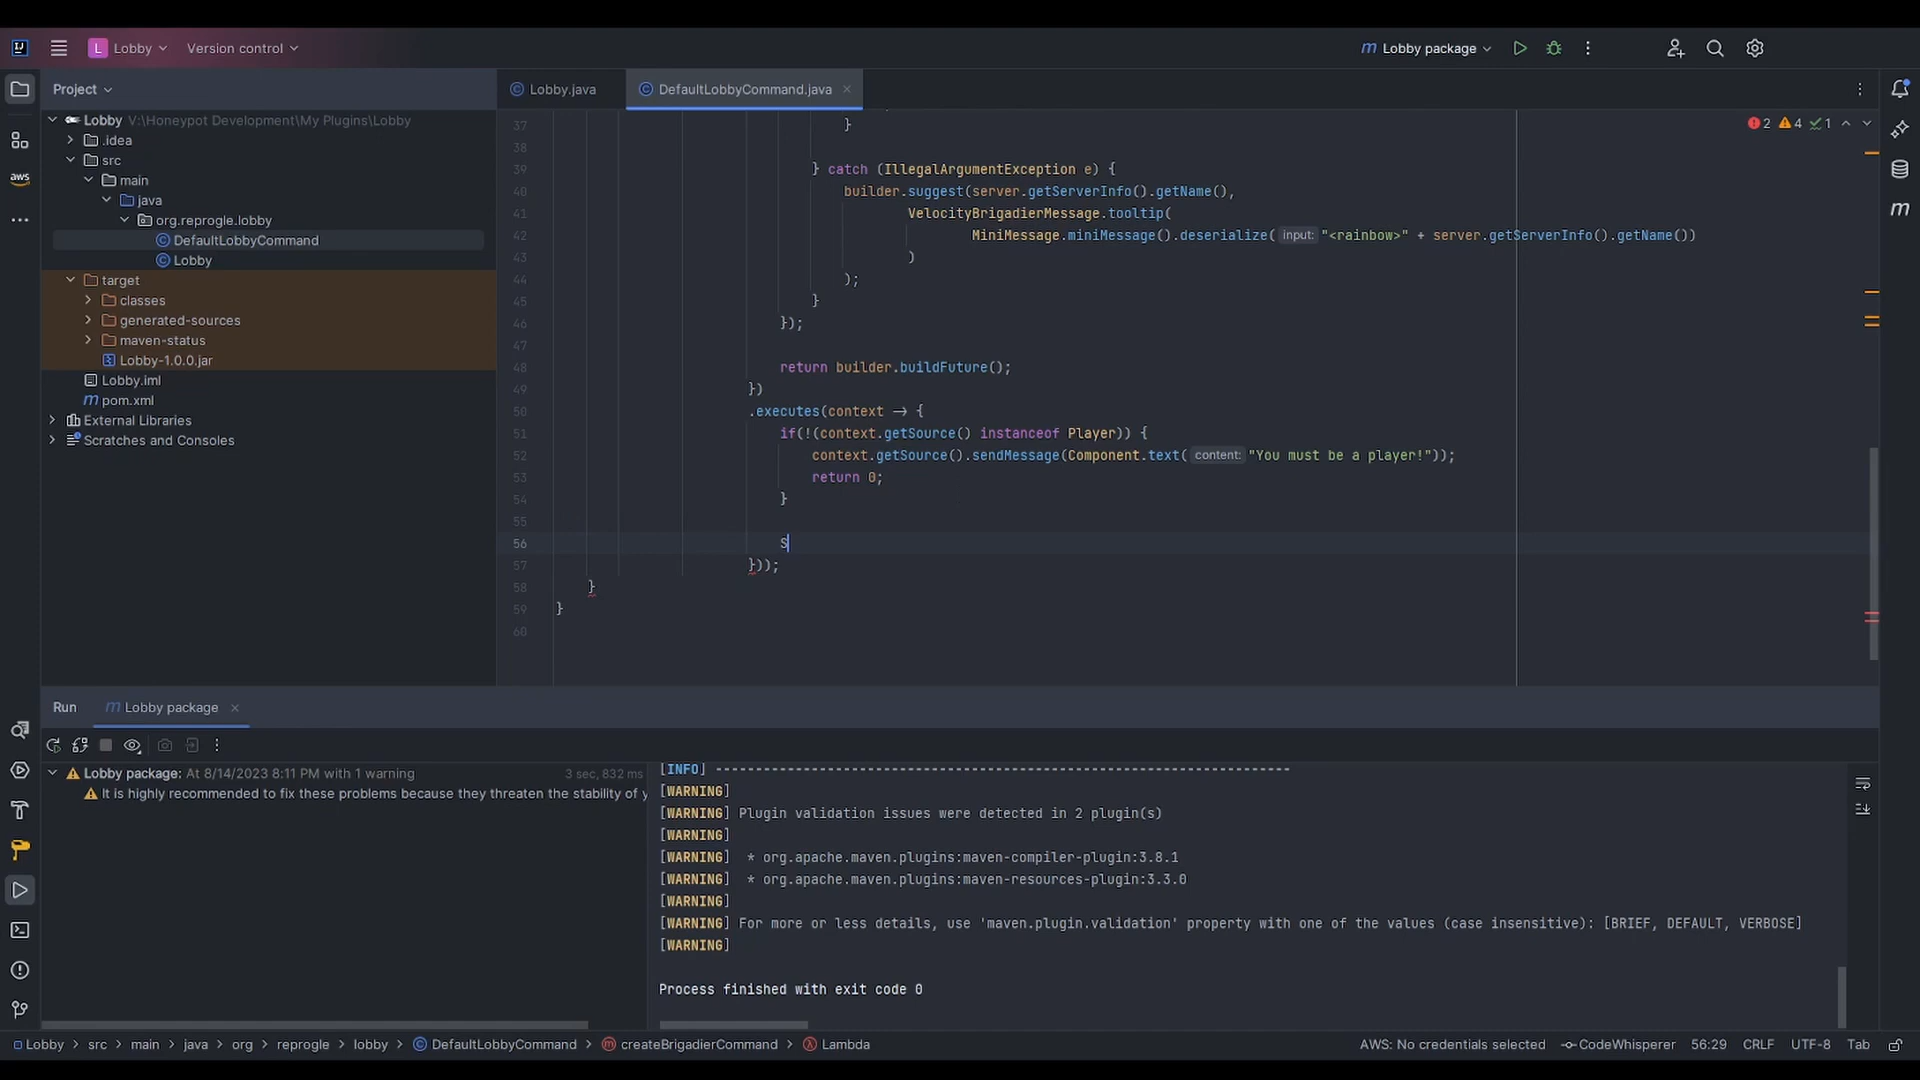 L Lobby Version control
m Lobby package
Project
Lobby.java
DefaultLobbyCommand.java
Lobby V:\Honeypot Development\My Plugins\Lobby
.idea
src
main
java
org.reprogle.lobby
DefaultLobbyCommand
Lobby
target
classes
generated-sources
maven-status
Lobby-1.0.0.jar
Lobby.iml
m pom.xml
External Libraries
Scratches and Consoles
aws
2 4 1
37 }
38
39 } catch (IllegalArgumentException e) {
40 builder.suggest(server.getServerInfo().getName(),
41 VelocityBrigadierMessage.tooltip(
42 MiniMessage.miniMessage().deserialize( input: "<rainbow>" + server.getServerInfo().getName())
43 )
44 );
45 }
46 });
47
48 return builder.buildFuture();
49 })
50 .executes(context -> {
51 if(!(context.getSource() instanceof Player)) {
52 context.getSource().sendMessage(Component.text( content: "You must be a player!"));
53 return 0;
54 }
55
56 S
57 }));
58 }
59 }
60
Run m Lobby package
Lobby package: At 8/14/2023 8:11 PM with 1 warning 3 sec, 832 ms
It is highly recommended to fix these problems because they threaten the stability of y
[INFO] ------------------------------------------------------------------------
[WARNING]
[WARNING] Plugin validation issues were detected in 2 plugin(s)
[WARNING]
[WARNING]  * org.apache.maven.plugins:maven-compiler-plugin:3.8.1
[WARNING]  * org.apache.maven.plugins:maven-resources-plugin:3.3.0
[WARNING]
[WARNING] For more or less details, use 'maven.plugin.validation' property with one of the values (case insensitive): [BRIEF, DEFAULT, VERBOSE]
[WARNING]
Process finished with exit code 0
Lobby > src > main > java > org > reprogle > lobby > DefaultLobbyCommand > createBrigadierCommand > Lambda
AWS: No credentials selected CodeWhisperer 56:29 CRLF UTF-8 Tab